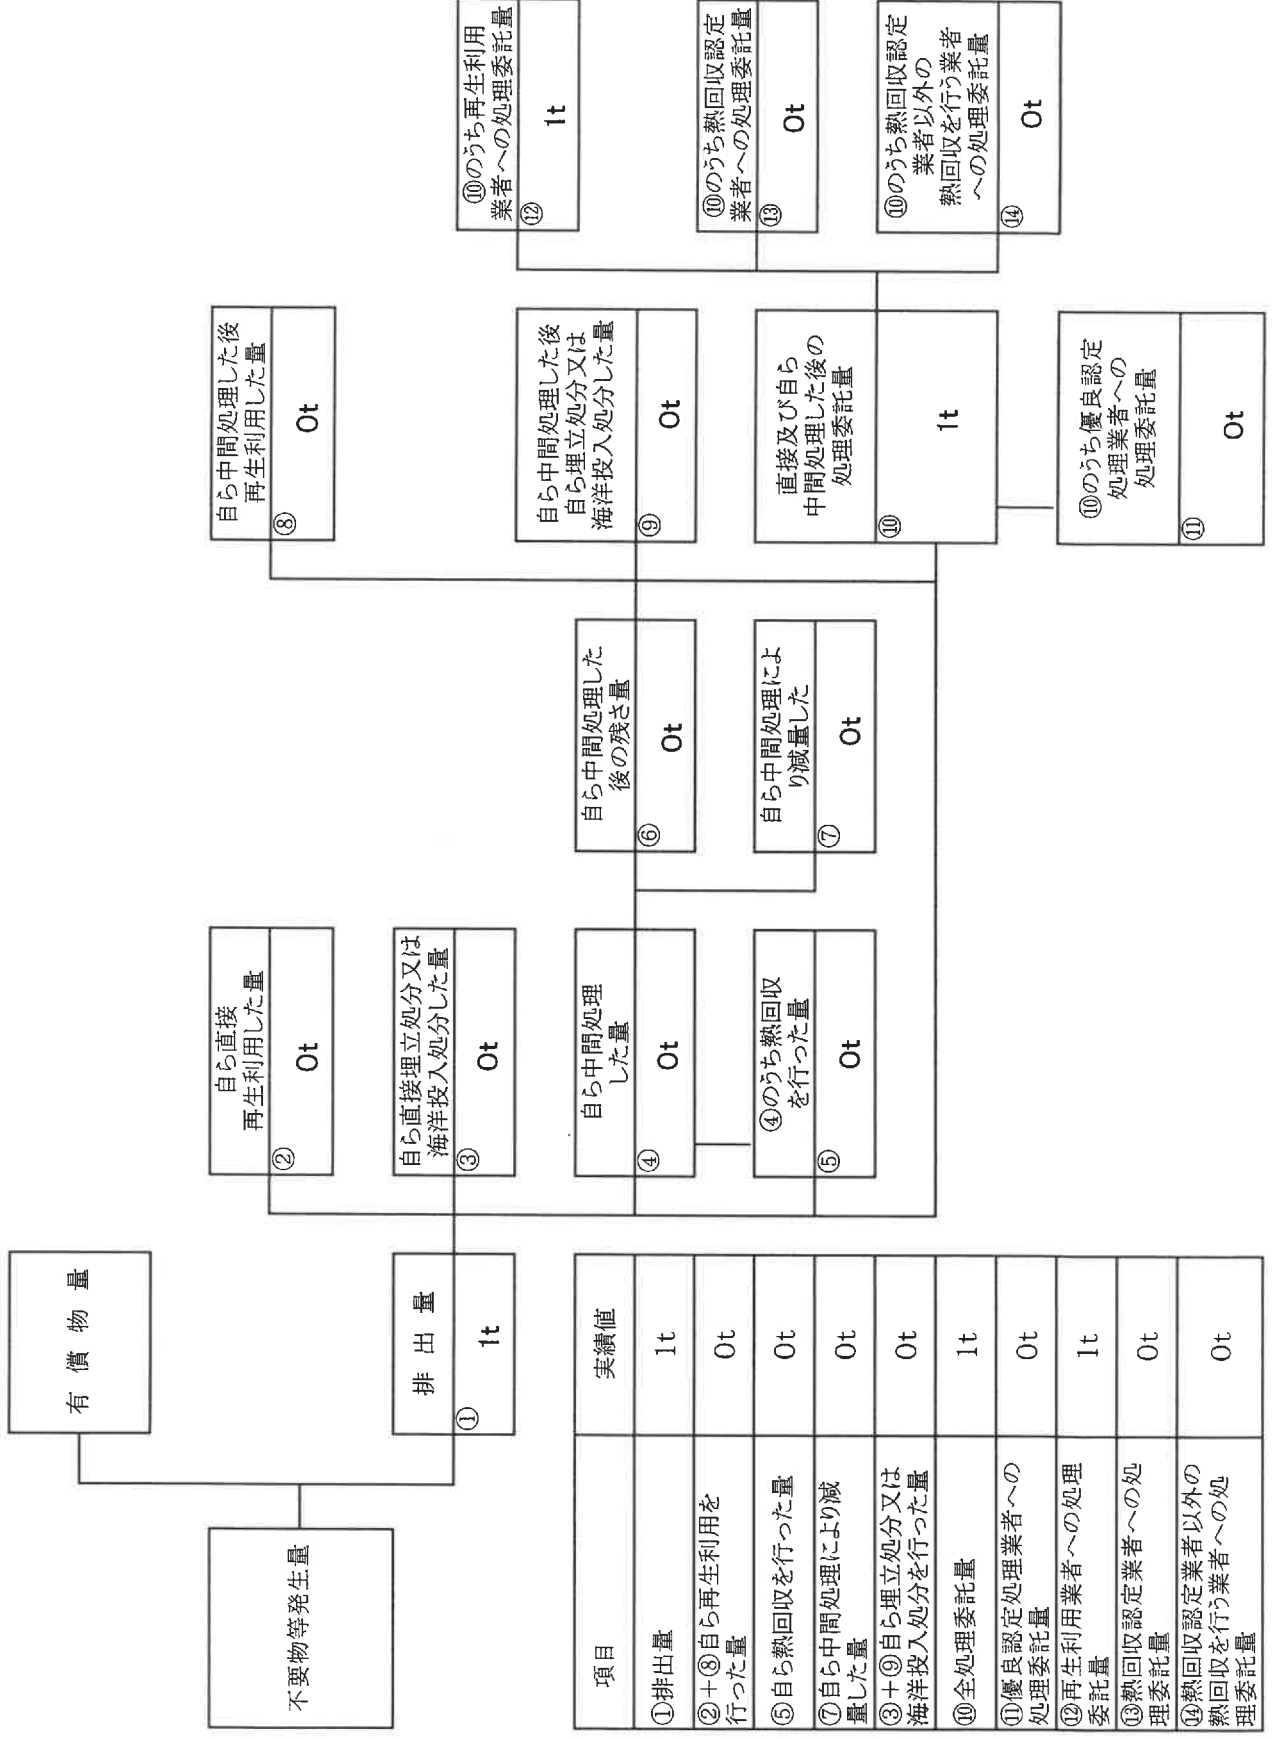 不要物等発生量
有償物量
排出量
①
1t
自ら直接
再生利用した量
②
0t
自ら直接埋立処分又は
海洋投入処分した量
③
0t
自ら中間処理
した量
④
0t
④のうち熱回収
を行った量
⑤
0t
自ら中間処理した
後の残さ量
⑥
0t
自ら中間処理によ
り減量した
⑦
0t
自ら中間処理した後
再生利用した量
⑧
0t
自ら中間処理した後
自ら埋立処分又は
海洋投入処分した量
⑨
0t
直接及び自ら
中間処理した後の
処理委託量
⑩
1t
⑩のうち優良認定
処理業者への
処理委託量
⑪
0t
⑩のうち再生利用
業者への処理委託量
⑫
1t
⑩のうち熱回収認定
業者への処理委託量
⑬
0t
⑩のうち熱回収認定
業者以外の
熱回収を行う業者
への処理委託量
⑭
0t
項目 実績値
①排出量 1t
②＋⑧自ら再生利用を
行った量 0t
⑤自ら熱回収を行った量 0t
⑦自ら中間処理により減
量した量 0t
③＋⑨自ら埋立処分又は
海洋投入処分を行った量 0t
⑩全処理委託量 1t
⑪優良認定処理業者への
処理委託量 0t
⑫再生利用業者への処理
委託量 1t
⑬熱回収認定業者への処
理委託量 0t
⑭熱回収認定業者以外の
熱回収を行う業者への処
理委託量 0t